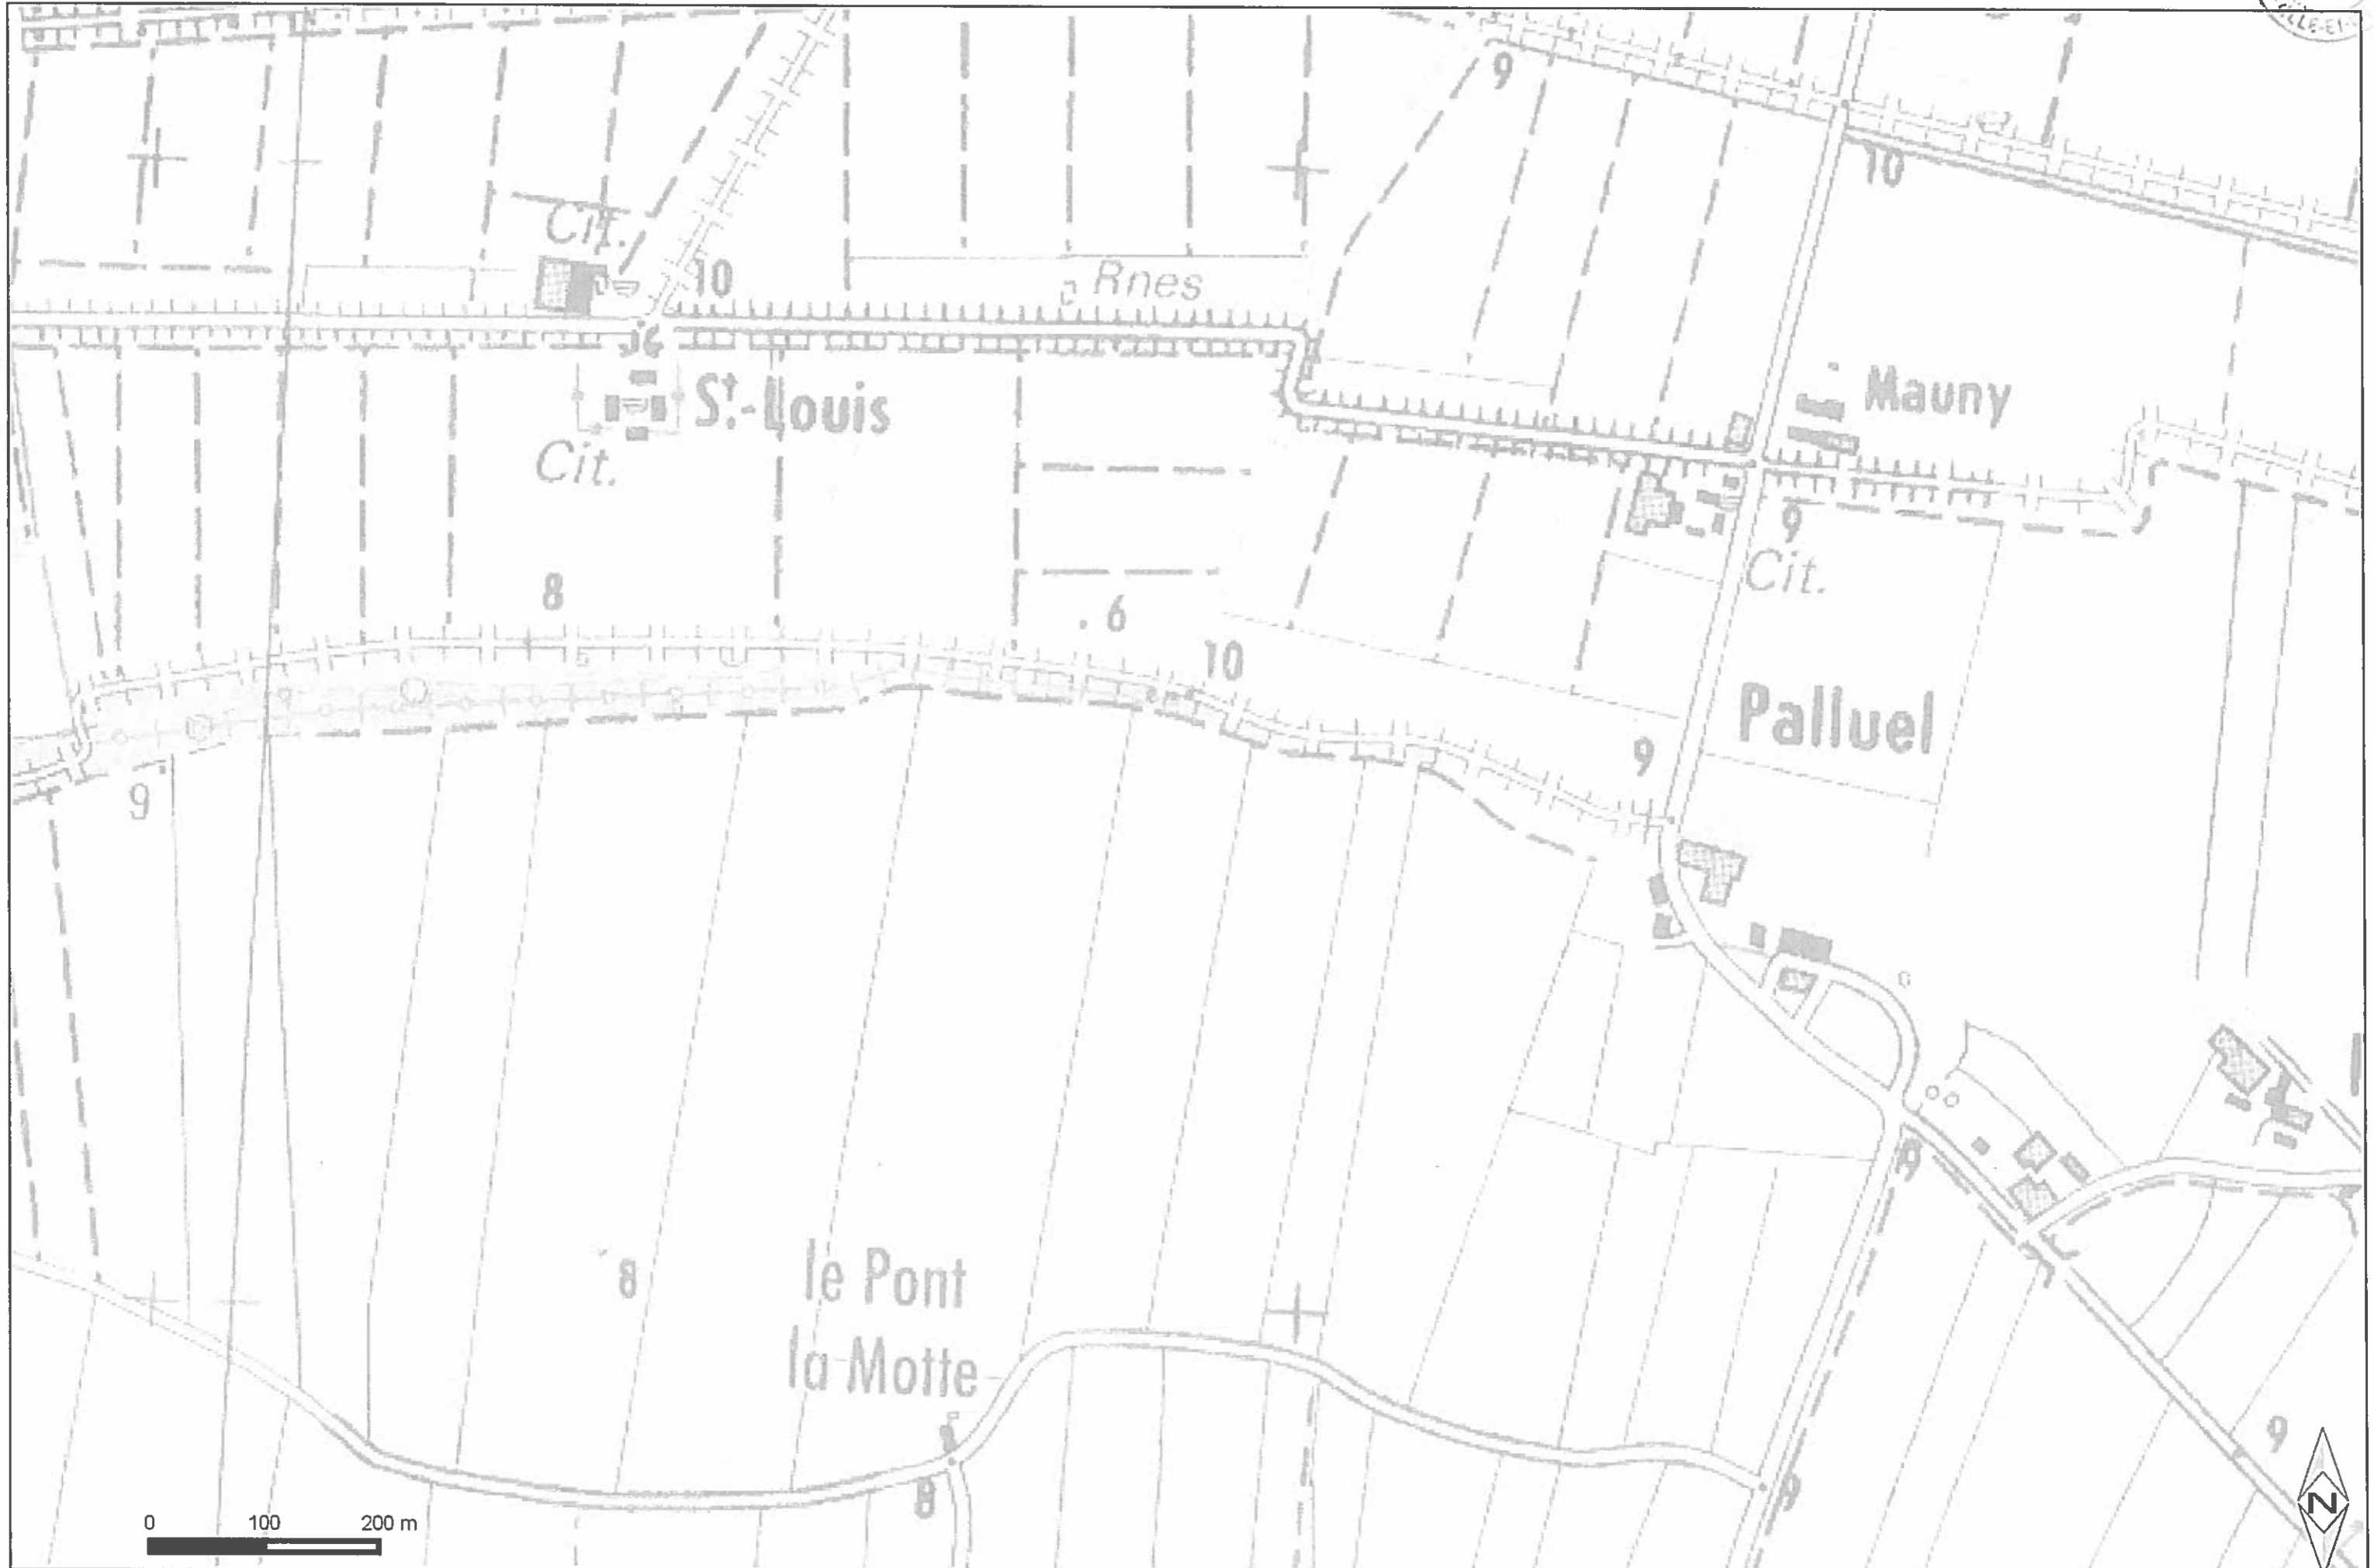 9
10
Cit.
10
Rnes
Mauny
St.-Louis
Cit.
9
Cit.
8
. 6
10
Palluel
9
9
9
8
le Pont
la Motte
9
8
9
0 100 200 m
N